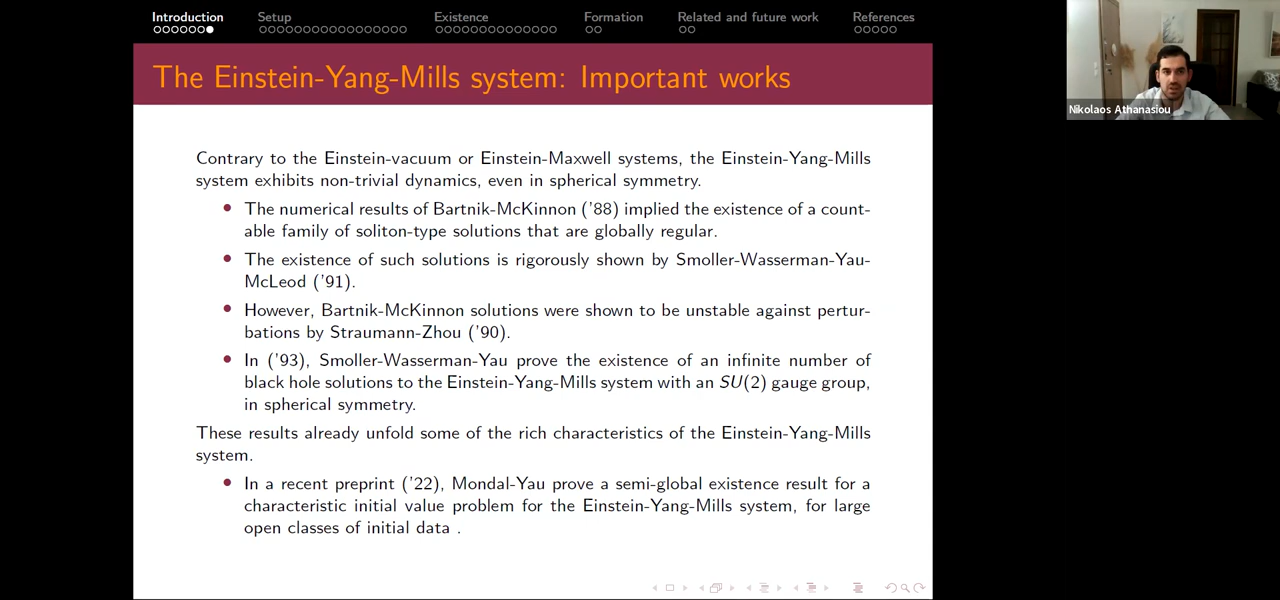 Introduction
Setup
Existence
Formation
Related and future work
References
The Einstein-Yang-Mills system: Important works
Contrary to the Einstein-vacuum or Einstein-Maxwell systems, the Einstein-Yang-Mills
system exhibits non-trivial dynamics, even in spherical symmetry.
• The numerical results of Bartnik-McKinnon ('88) implied the existence of a count-
able family of soliton-type solutions that are globally regular.
• The existence of such solutions is rigorously shown by Smoller-Wasserman-Yau-
McLeod ('91).
• However, Bartnik-McKinnon solutions were shown to be unstable against pertur-
bations by Straumann-Zhou ('90).
• In ('93), Smoller-Wasserman-Yau prove the existence of an infinite number of
black hole solutions to the Einstein-Yang-Mills system with an SU(2) gauge group,
in spherical symmetry.
These results already unfold some of the rich characteristics of the Einstein-Yang-Mills
system.
• In a recent preprint ('22), Mondal-Yau prove a semi-global existence result for a
characteristic initial value problem for the Einstein-Yang-Mills system, for large
open classes of initial data .
Nikolaos Athanasiou